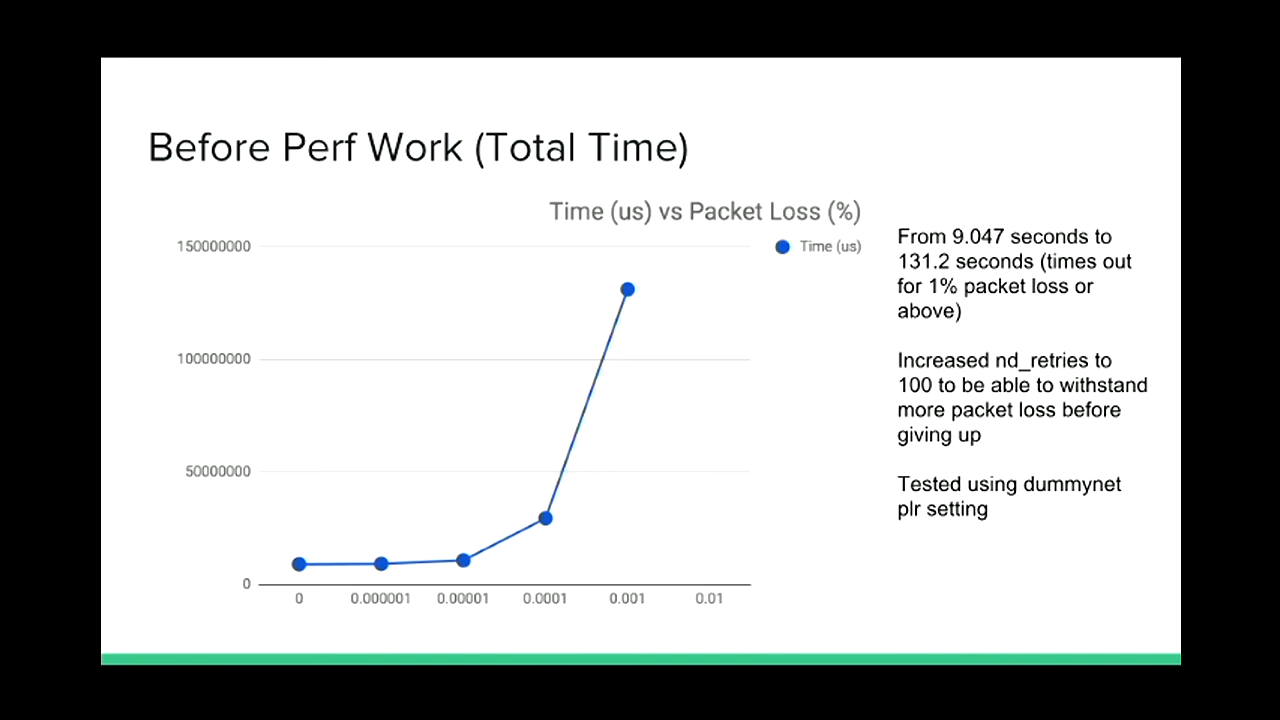 Before Perf Work (Total Time)
Time (us) vs Packet Loss (%)
Time (us)
150000000
100000000
50000000
0
0 0.000001 0.00001 0.0001 0.001 0.01
From 9.047 seconds to
131.2 seconds (times out
for 1% packet loss or
above)
Increased nd_retries to
100 to be able to withstand
more packet loss before
giving up
Tested using dummynet
plr setting